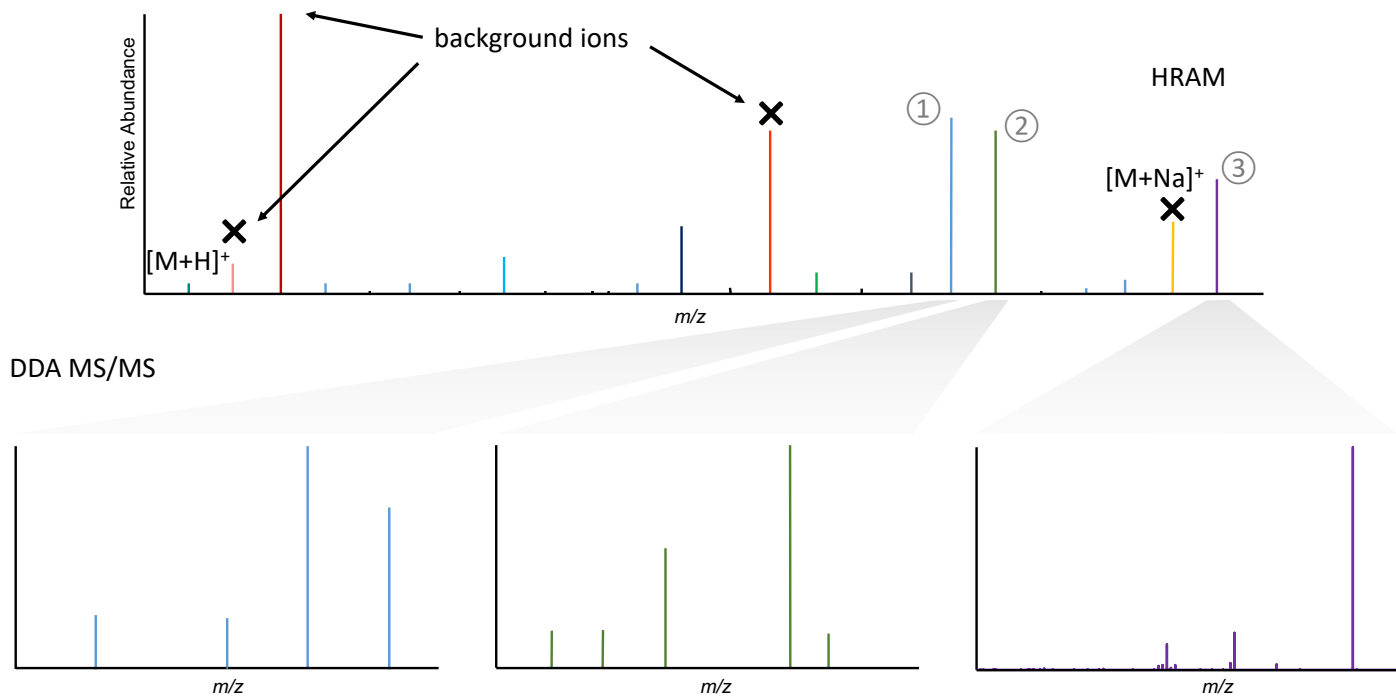 background ions
HRAM
Relative Abundance
①
②
③
[M+Na]⁺
[M+H]⁺
m/z
DDA MS/MS
m/z
m/z
m/z